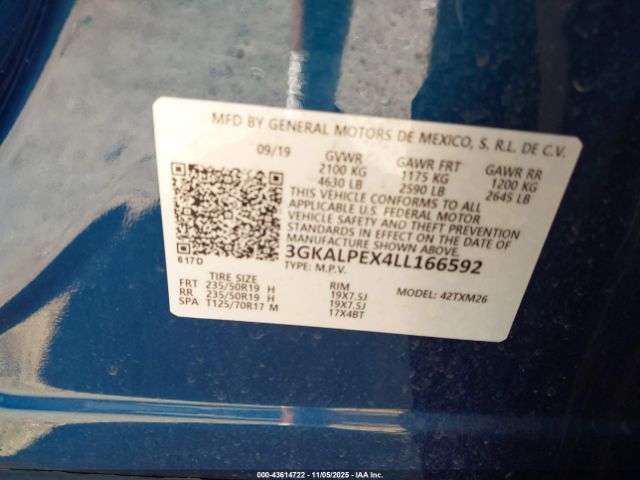 MFD BY GENERAL MOTORS DE MEXICO, S. R.L. DE C.V.
09/19 GVWR GAWR FRT GAWR RR
2100 KG 1175 KG 1200 KG
4630 LB 2590 LB 2645 LB
THIS VEHICLE CONFORMS TO ALL
APPLICABLE U.S. FEDERAL MOTOR
VEHICLE SAFETY AND THEFT PREVENTION
STANDARDS IN EFFECT ON THE DATE OF
MANUFACTURE SHOWN ABOVE.
617D 3GKALPEX4LL166592
TYPE: M.P.V.
TIRE SIZE RIM MODEL: 42TXM26
FRT 235/50R19 H 19X7.5J
RR 235/50R19 H 19X7.5J
SPA T125/70R17 M 17X4BT
000-43614722 - 11/05/2025 - IAA Inc.